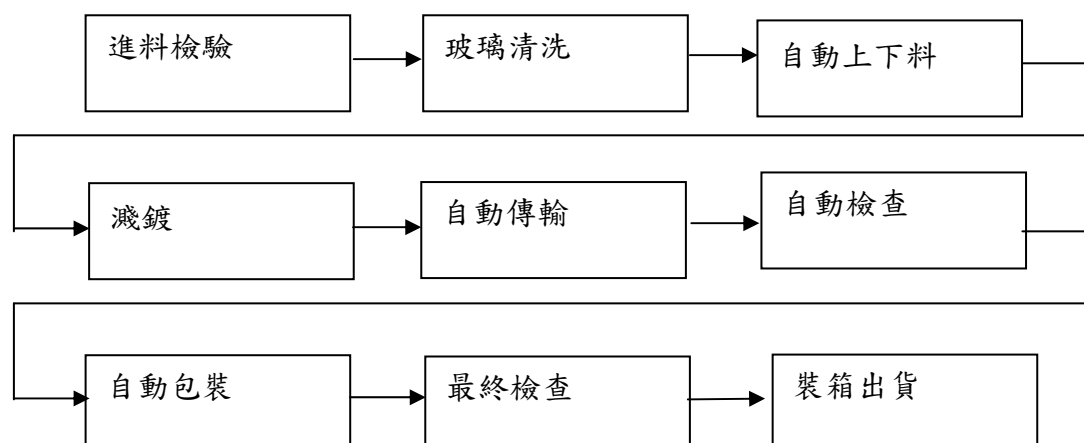 進料檢驗
玻璃清洗
自動上下料
濺鍍
自動傳輸
自動檢查
自動包裝
最終檢查
裝箱出貨